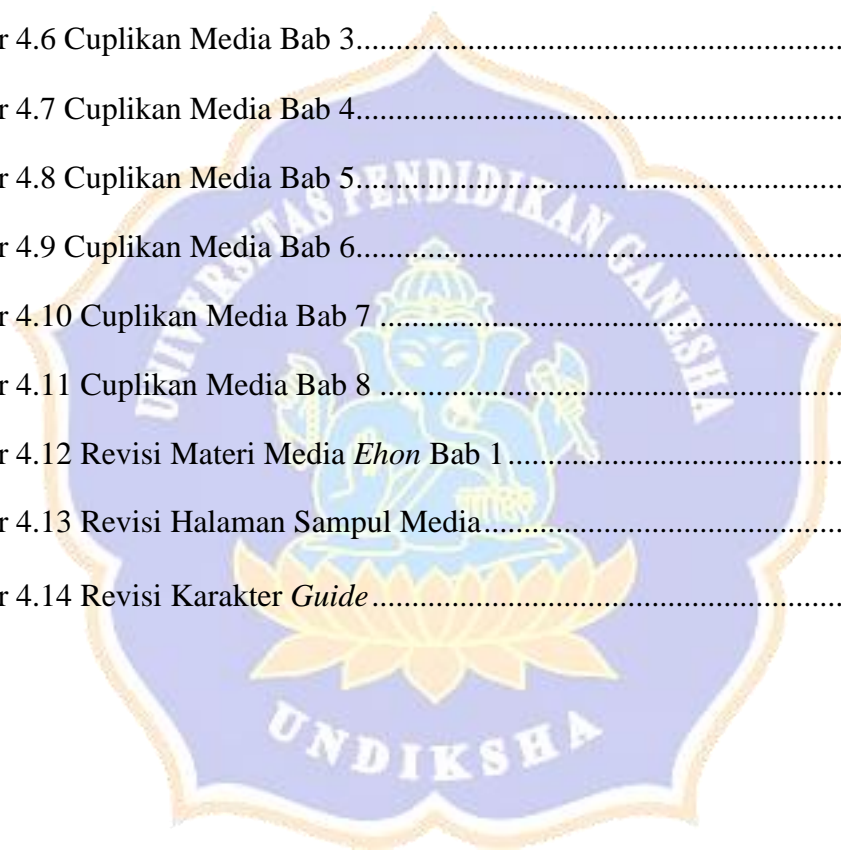 r 4.6 Cuplikan Media Bab 3..........................................................
r 4.7 Cuplikan Media Bab 4..........................................................
r 4.8 Cuplikan Media Bab 5..........................................................
r 4.9 Cuplikan Media Bab 6..........................................................
r 4.10 Cuplikan Media Bab 7 .......................................................
r 4.11 Cuplikan Media Bab 8 .......................................................
r 4.12 Revisi Materi Media Ehon Bab 1.......................................
r 4.13 Revisi Halaman Sampul Media..........................................
r 4.14 Revisi Karakter Guide........................................................
UNIVERSITAS PENDIDIKAN GANESHA
UNDIKSHA